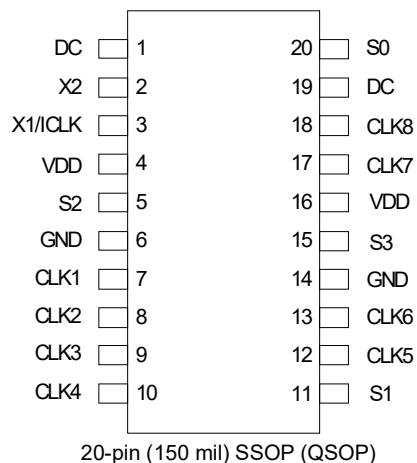 DC 1 20 S0
X2 2 19 DC
X1/ICLK 3 18 CLK8
VDD 4 17 CLK7
S2 5 16 VDD
GND 6 15 S3
CLK1 7 14 GND
CLK2 8 13 CLK6
CLK3 9 12 CLK5
CLK4 10 11 S1
20-pin (150 mil) SSOP (QSOP)